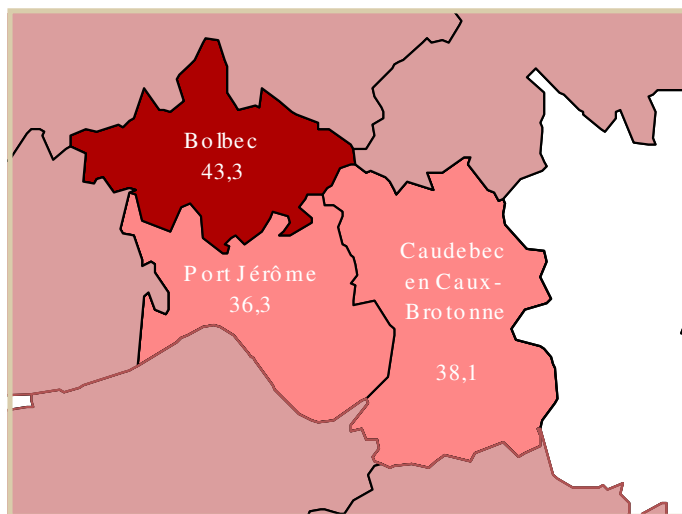 Bolbec
43,3
Port Jérôme
36,3
Caudebec
en Caux-
Brotonne
38,1